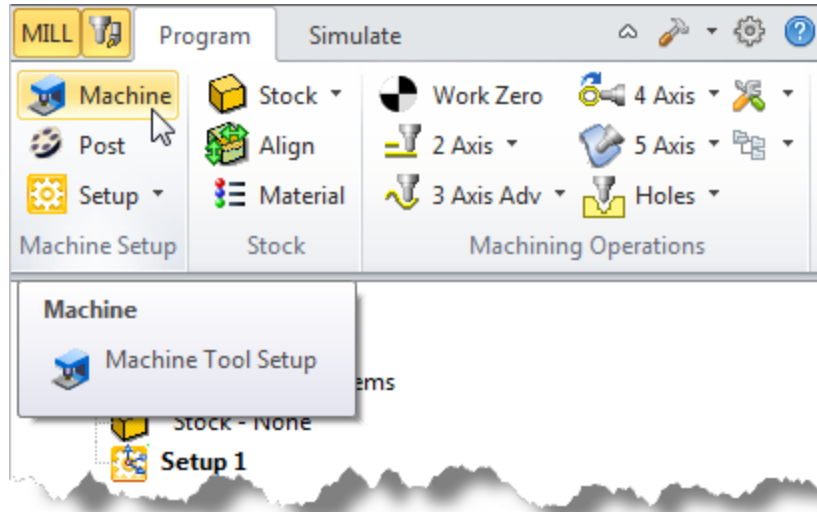 MILL Program Simulate
Machine Stock Work Zero 4 Axis
Post Align 2 Axis 5 Axis
Setup Material 3 Axis Adv Holes
Machine Setup Stock Machining Operations
Machine
Machine Tool Setup
ems
Stock - None
Setup 1